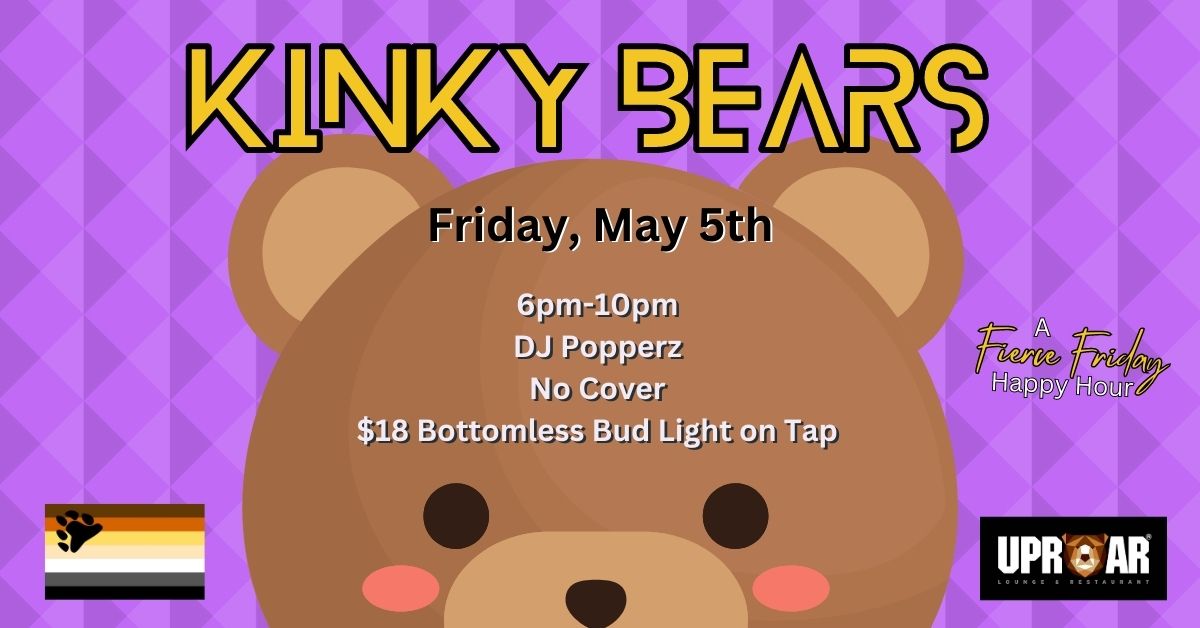 KINKY BEARS
Friday, May 5th
6pm-10pm
DJ Popperz
No Cover
$18 Bottomless Bud Light on Tap
A
Fierce Friday
Happy Hour
UPROAR®
LOUNGE & RESTAURANT